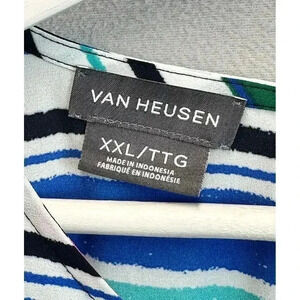 VAN HEUSEN
XXL/TTG
MADE IN INDONESIA
FABRIQUÉ EN INDONÉSIE